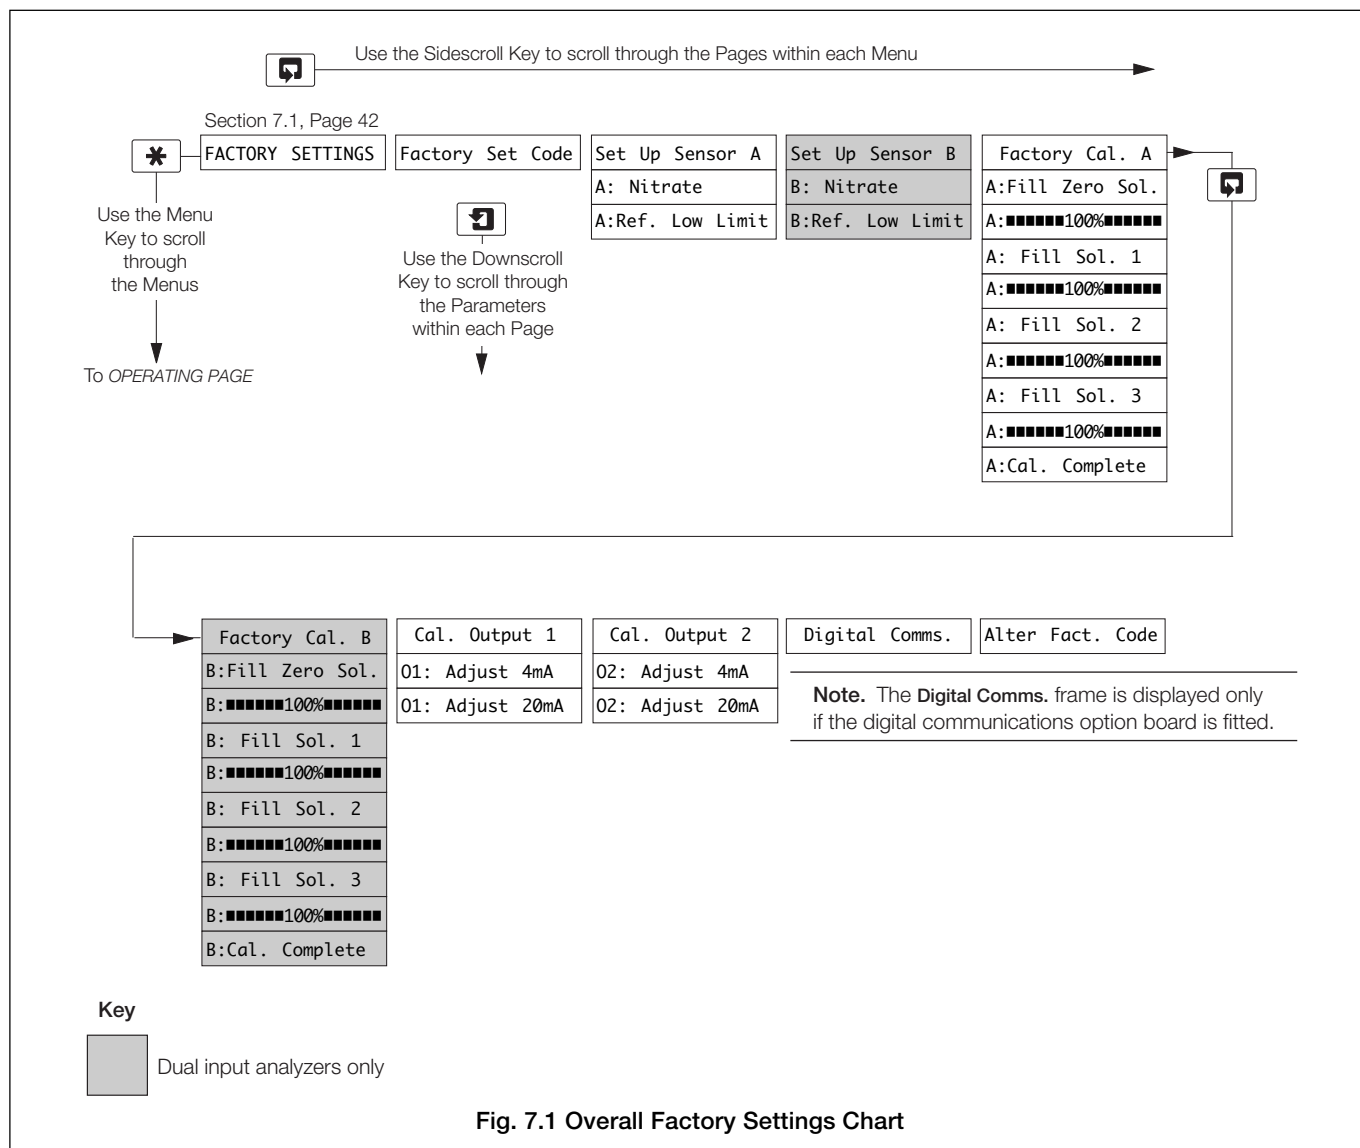 Use the Sidescroll Key to scroll through the Pages within each Menu
Section 7.1, Page 42
FACTORY SETTINGS
Use the Menu
Key to scroll
through
the Menus
To OPERATING PAGE
Factory Set Code
Use the Downscroll
Key to scroll through
the Parameters
within each Page
Set Up Sensor A
A: Nitrate
A:Ref. Low Limit
Set Up Sensor B
B: Nitrate
B:Ref. Low Limit
Factory Cal. A
A:Fill Zero Sol.
A:■■■■■■100%■■■■■■
A: Fill Sol. 1
A:■■■■■■100%■■■■■■
A: Fill Sol. 2
A:■■■■■■100%■■■■■■
A: Fill Sol. 3
A:■■■■■■100%■■■■■■
A:Cal. Complete
Factory Cal. B
B:Fill Zero Sol.
B:■■■■■■100%■■■■■■
B: Fill Sol. 1
B:■■■■■■100%■■■■■■
B: Fill Sol. 2
B:■■■■■■100%■■■■■■
B: Fill Sol. 3
B:■■■■■■100%■■■■■■
B:Cal. Complete
Cal. Output 1
O1: Adjust 4mA
O1: Adjust 20mA
Cal. Output 2
O2: Adjust 4mA
O2: Adjust 20mA
Digital Comms.
Alter Fact. Code
Note. The Digital Comms. frame is displayed only
if the digital communications option board is fitted.
Key
Dual input analyzers only
Fig. 7.1 Overall Factory Settings Chart